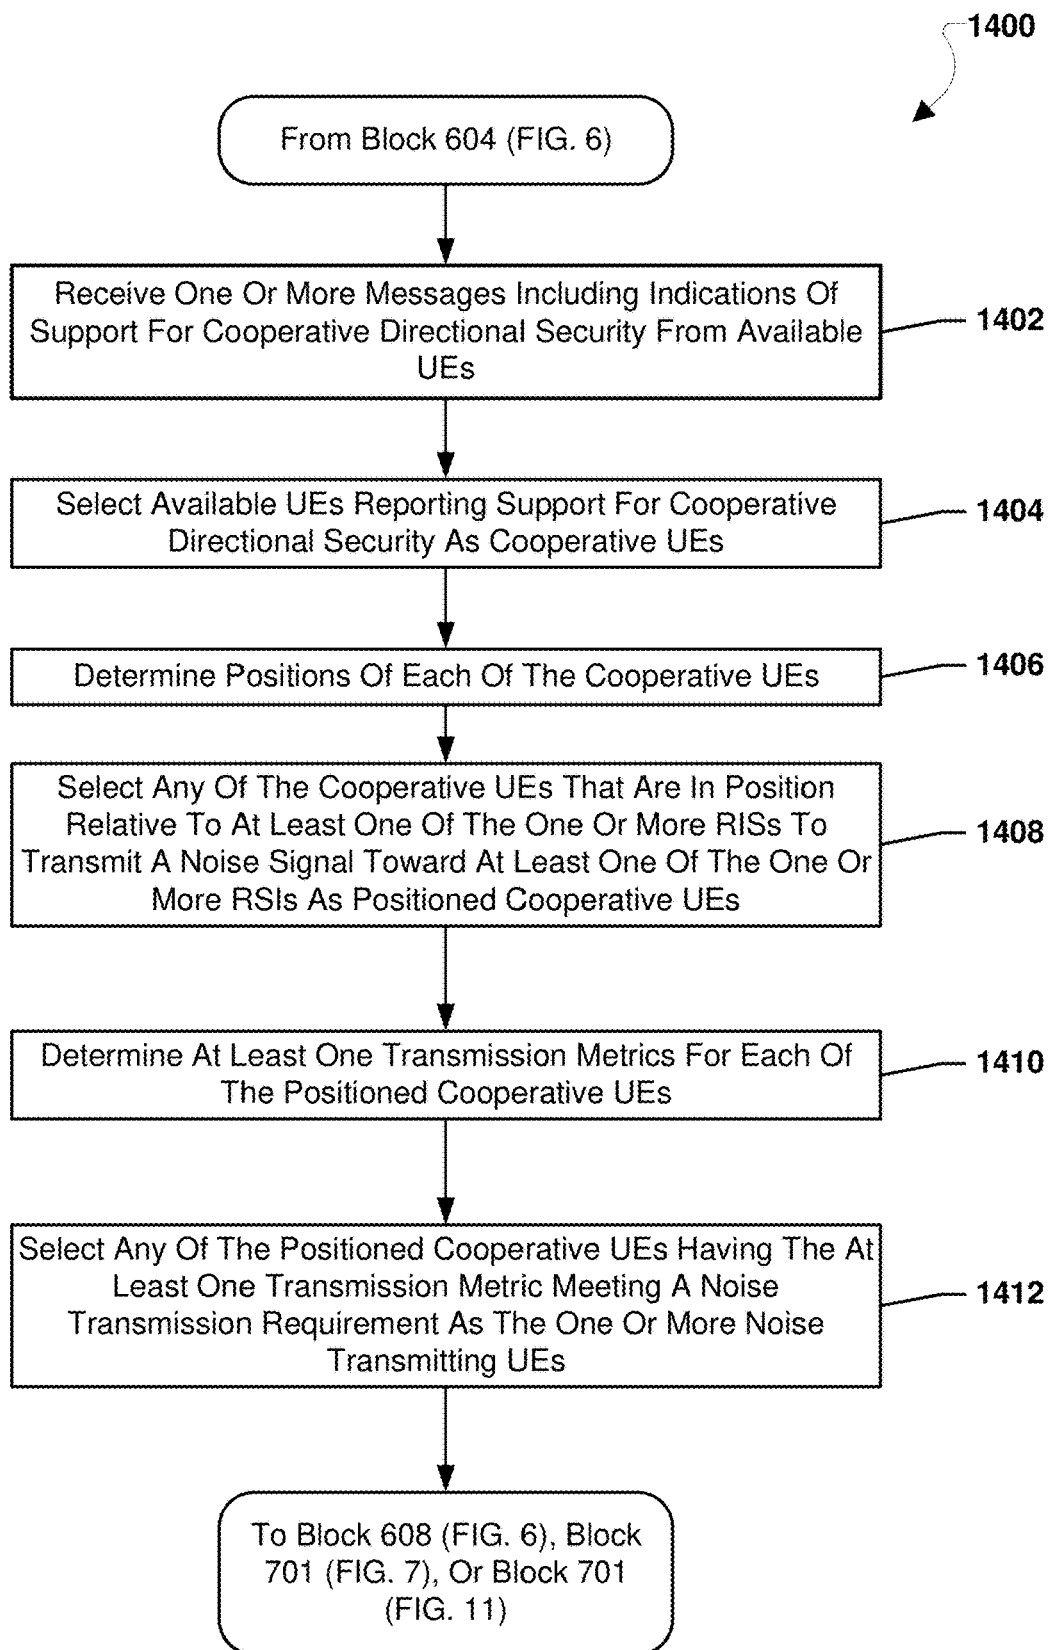 1400
From Block 604 (FIG. 6)
Receive One Or More Messages Including Indications Of
Support For Cooperative Directional Security From Available
UEs
1402
Select Available UEs Reporting Support For Cooperative
Directional Security As Cooperative UEs
1404
Determine Positions Of Each Of The Cooperative UEs
1406
Select Any Of The Cooperative UEs That Are In Position
Relative To At Least One Of The One Or More RISs To
Transmit A Noise Signal Toward At Least One Of The One Or
More RSIs As Positioned Cooperative UEs
1408
Determine At Least One Transmission Metrics For Each Of
The Positioned Cooperative UEs
1410
Select Any Of The Positioned Cooperative UEs Having The At
Least One Transmission Metric Meeting A Noise
Transmission Requirement As The One Or More Noise
Transmitting UEs
1412
To Block 608 (FIG. 6), Block
701 (FIG. 7), Or Block 701
(FIG. 11)